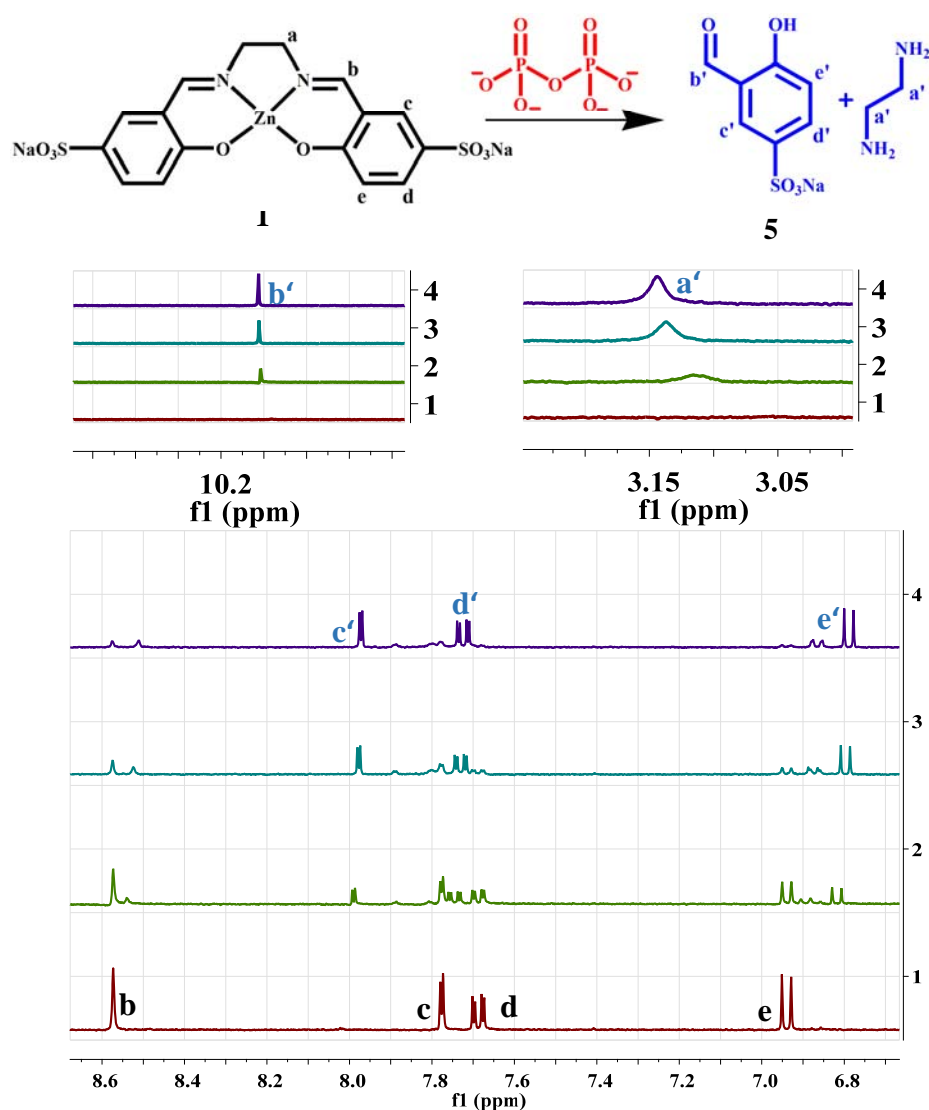 a
b
c
d
e
N
N
Zn
O
O
NaO₃S
SO₃Na
1
O
O
P
P
⁻O
O
O⁻
O⁻
O⁻
O
OH
b'
e'
c'
d'
SO₃Na
+
NH₂
a'
a'
NH₂
5
b‘
4
3
2
1
10.2
f1 (ppm)
a‘
4
3
2
1
3.15 3.05
f1 (ppm)
c‘ d‘ e‘
4
3
2
1
b c d e
8.6 8.4 8.2 8.0 7.8 7.6 7.4 7.2 7.0 6.8
f1 (ppm)